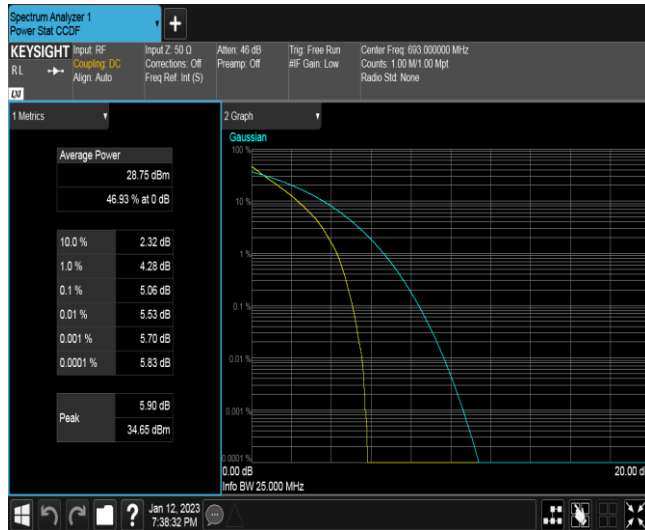 Spectrum Analyzer 1
Power Stat CCDF
+
KEYSIGHT
RL
LXI
Input: RF
Coupling: DC
Align: Auto
Input Z: 50 Ω
Corrections: Off
Freq Ref: Int (S)
Atten: 46 dB
Preamp: Off
Trig: Free Run
#IF Gain: Low
Center Freq: 693.000000 MHz
Counts: 1.00 M/1.00 Mpt
Radio Std: None
1 Metrics
Average Power
28.75 dBm
46.93 % at 0 dB
10.0 % 2.32 dB
1.0 % 4.28 dB
0.1 % 5.06 dB
0.01 % 5.53 dB
0.001 % 5.70 dB
0.0001 % 5.83 dB
Peak
5.90 dB
34.65 dBm
2 Graph
Gaussian
100 %
10 %
1 %
0.1 %
0.01 %
0.001 %
0.0001 %
0.00 dB
20.00 d
Info BW 25.000 MHz
?
Jan 12, 2023
7:38:32 PM